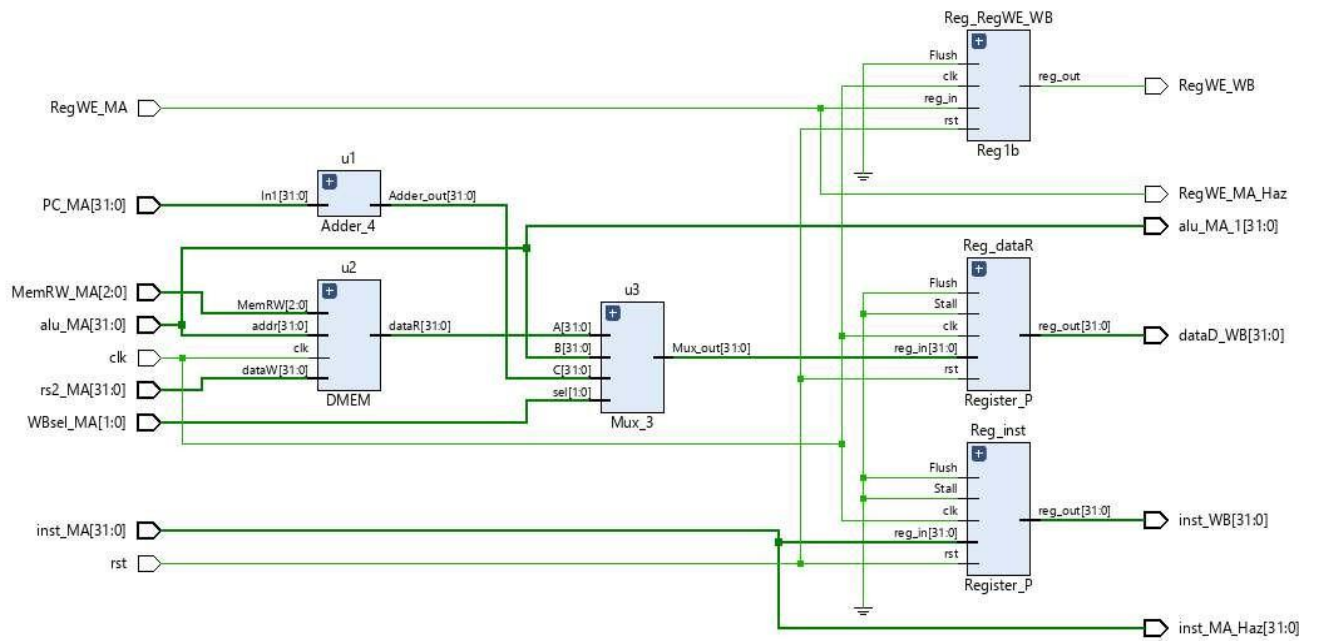 Reg_RegWE_WB
Flush
clk
reg_in
rst
reg_out
Reg1b
RegWE_MA
RegWE_WB
RegWE_MA_Haz
alu_MA_1[31:0]
u1
PC_MA[31:0]
In1[31:0]
Adder_out[31:0]
Adder_4
u2
MemRW_MA[2:0]
alu_MA[31:0]
clk
rs2_MA[31:0]
WBsel_MA[1:0]
MemRW[2:0]
addr[31:0]
clk
dataW[31:0]
dataR[31:0]
DMEM
u3
A[31:0]
B[31:0]
C[31:0]
sel[1:0]
Mux_out[31:0]
Mux_3
Reg_dataR
Flush
Stall
clk
reg_in[31:0]
rst
reg_out[31:0]
Register_P
dataD_WB[31:0]
Reg_inst
Flush
Stall
clk
reg_in[31:0]
rst
reg_out[31:0]
Register_P
inst_WB[31:0]
inst_MA[31:0]
rst
inst_MA_Haz[31:0]